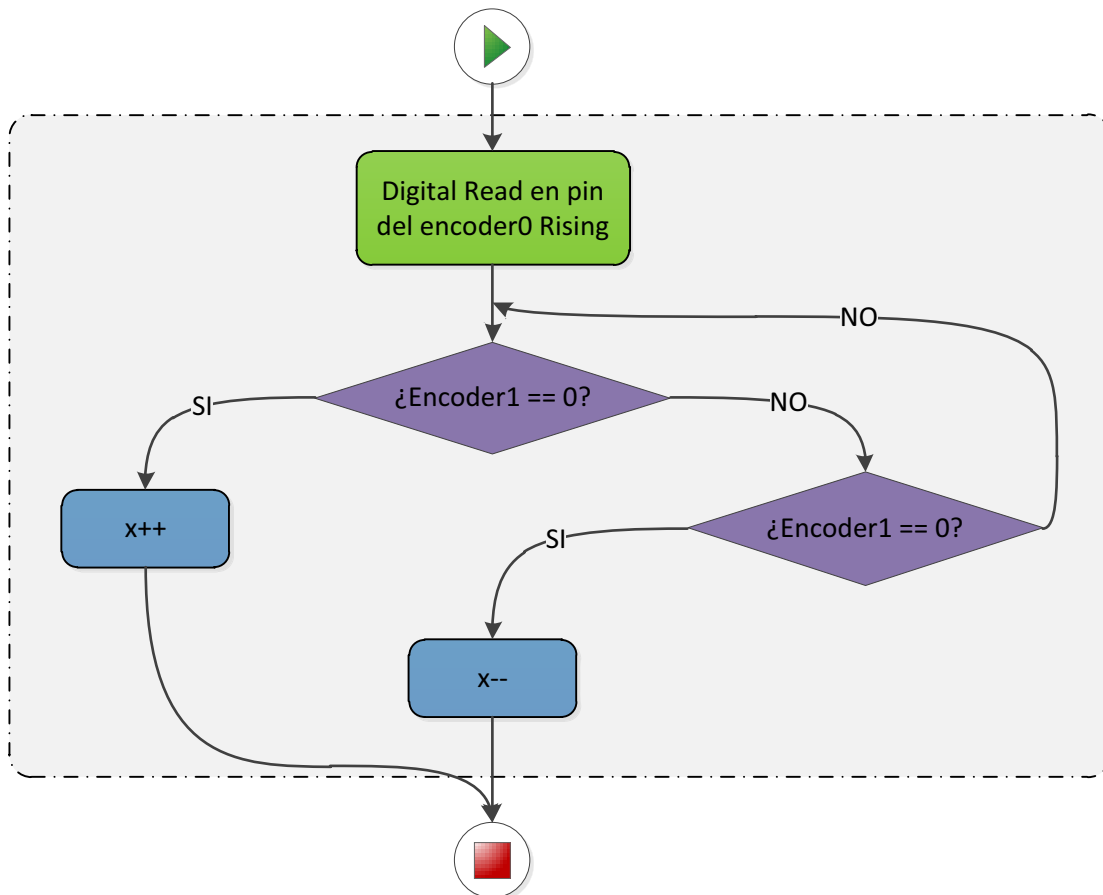 Digital Read en pin
del encoder0 Rising
NO
¿Encoder1 == 0?
SI
NO
x++
¿Encoder1 == 0?
SI
x--